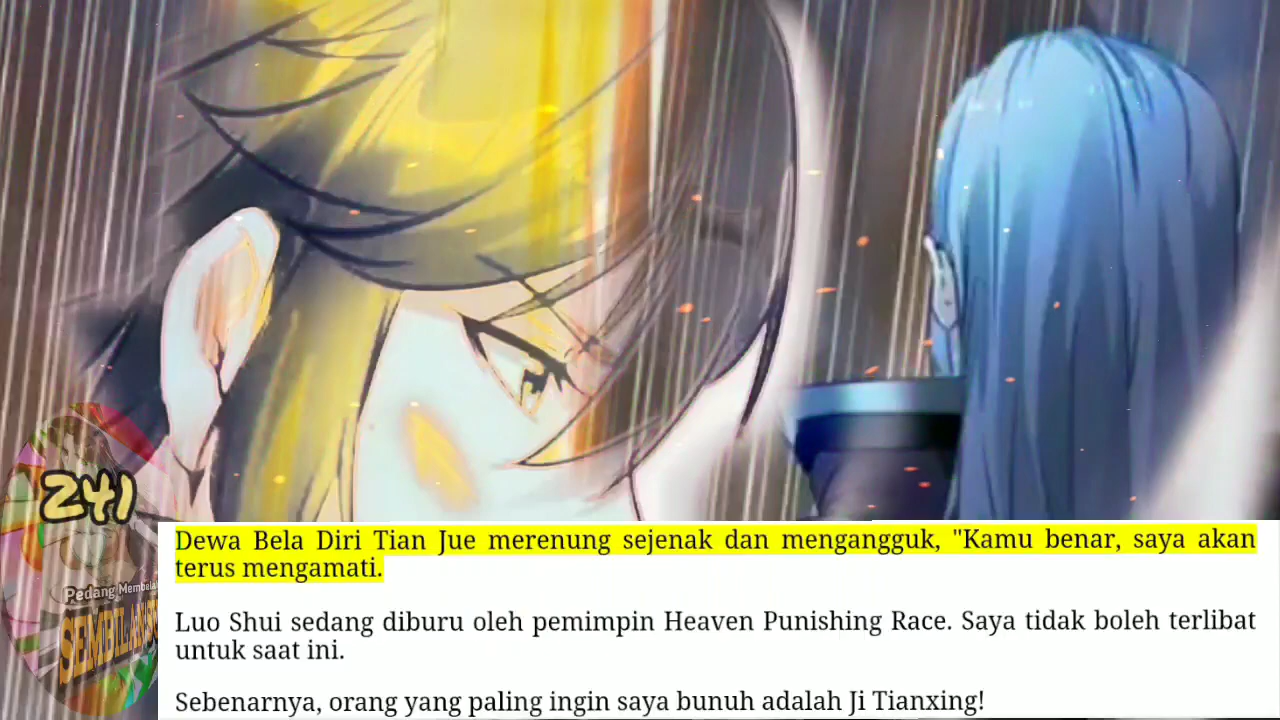 241
Pedang Membela
SEMBILAN SU
Dewa Bela Diri Tian Jue merenung sejenak dan mengangguk, "Kamu benar, saya akan
terus mengamati.
Luo Shui sedang diburu oleh pemimpin Heaven Punishing Race. Saya tidak boleh terlibat
untuk saat ini.
Sebenarnya, orang yang paling ingin saya bunuh adalah Ji Tianxing!